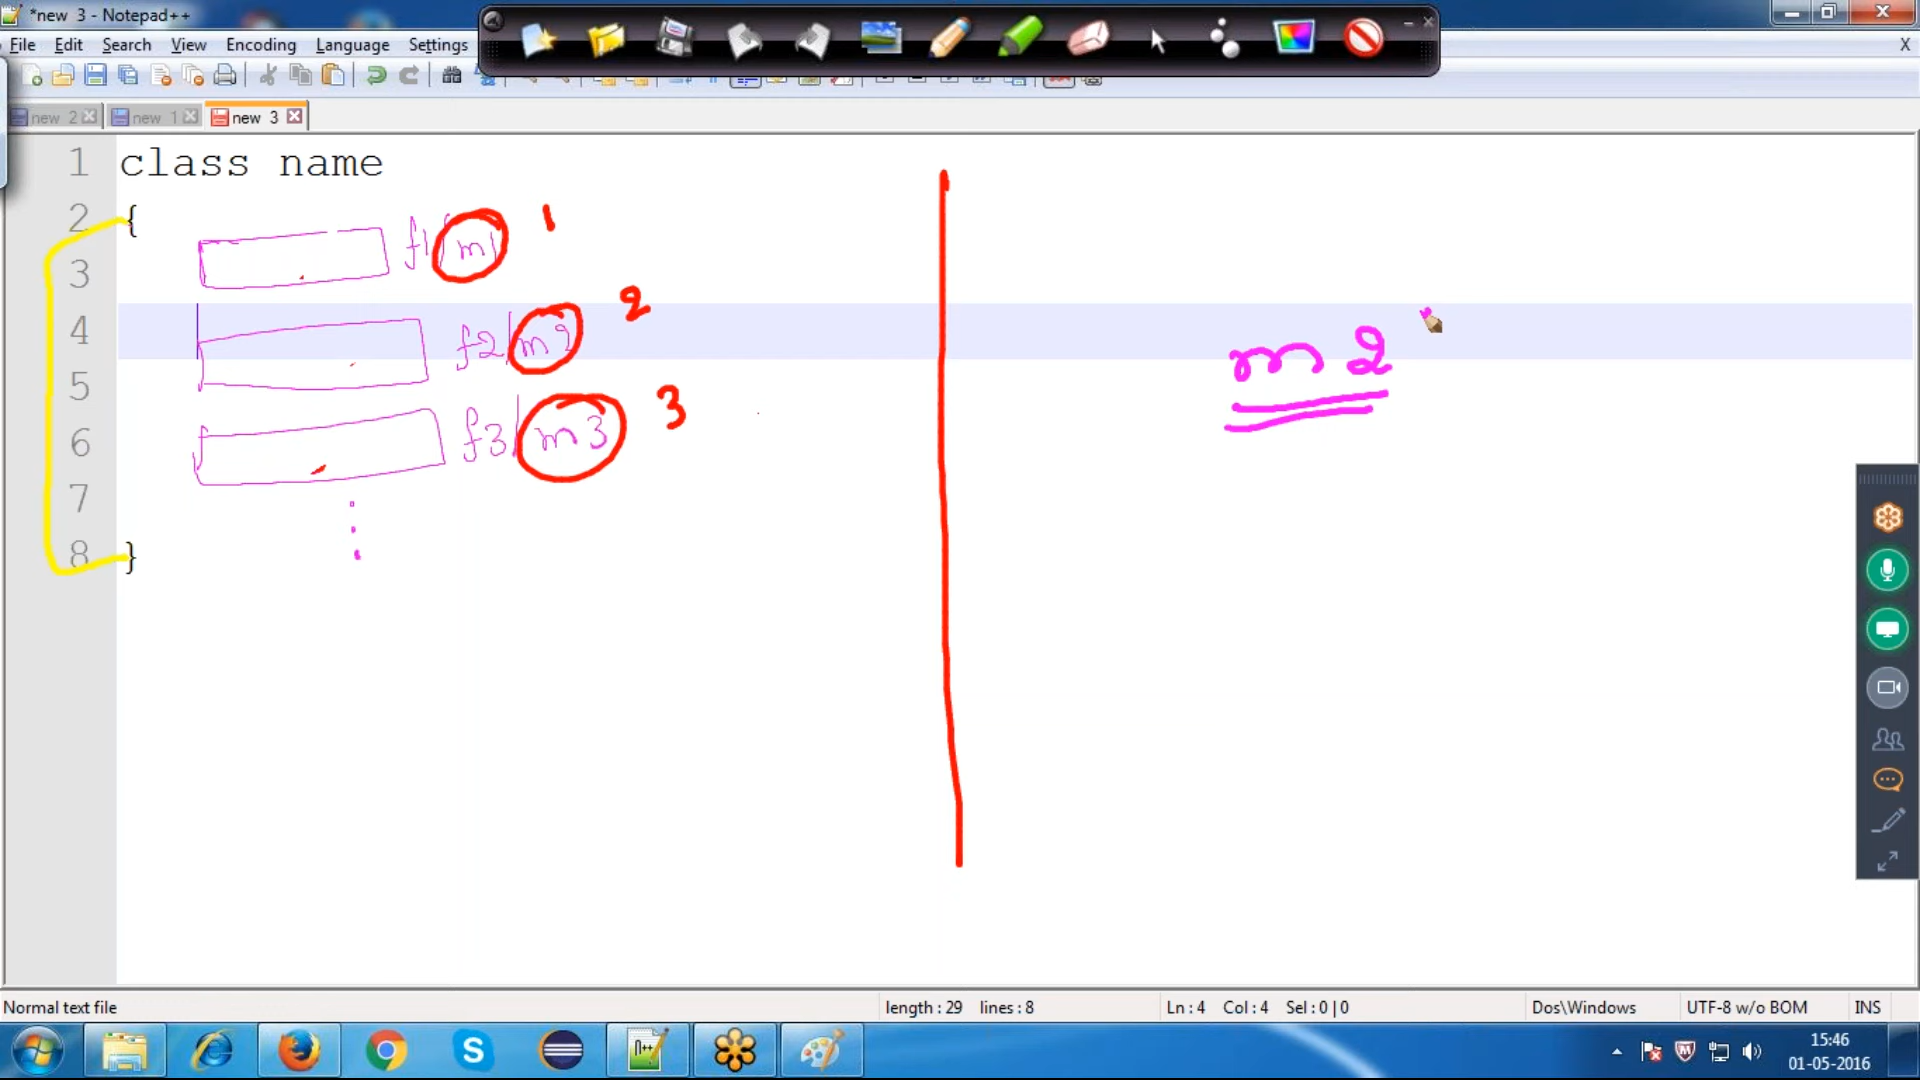 *new 3 - Notepad++
File Edit Search View Encoding Language Settings
X
new 2 new 1 new 3
1 class name
2 {
3
4
5
6
7
8 }
f1/m1 1
f2/m2 2
f3/m3 3
m2
Normal text file length : 29 lines : 8 Ln : 4 Col : 4 Sel : 0 | 0 Dos\Windows UTF-8 w/o BOM INS
15:46
01-05-2016